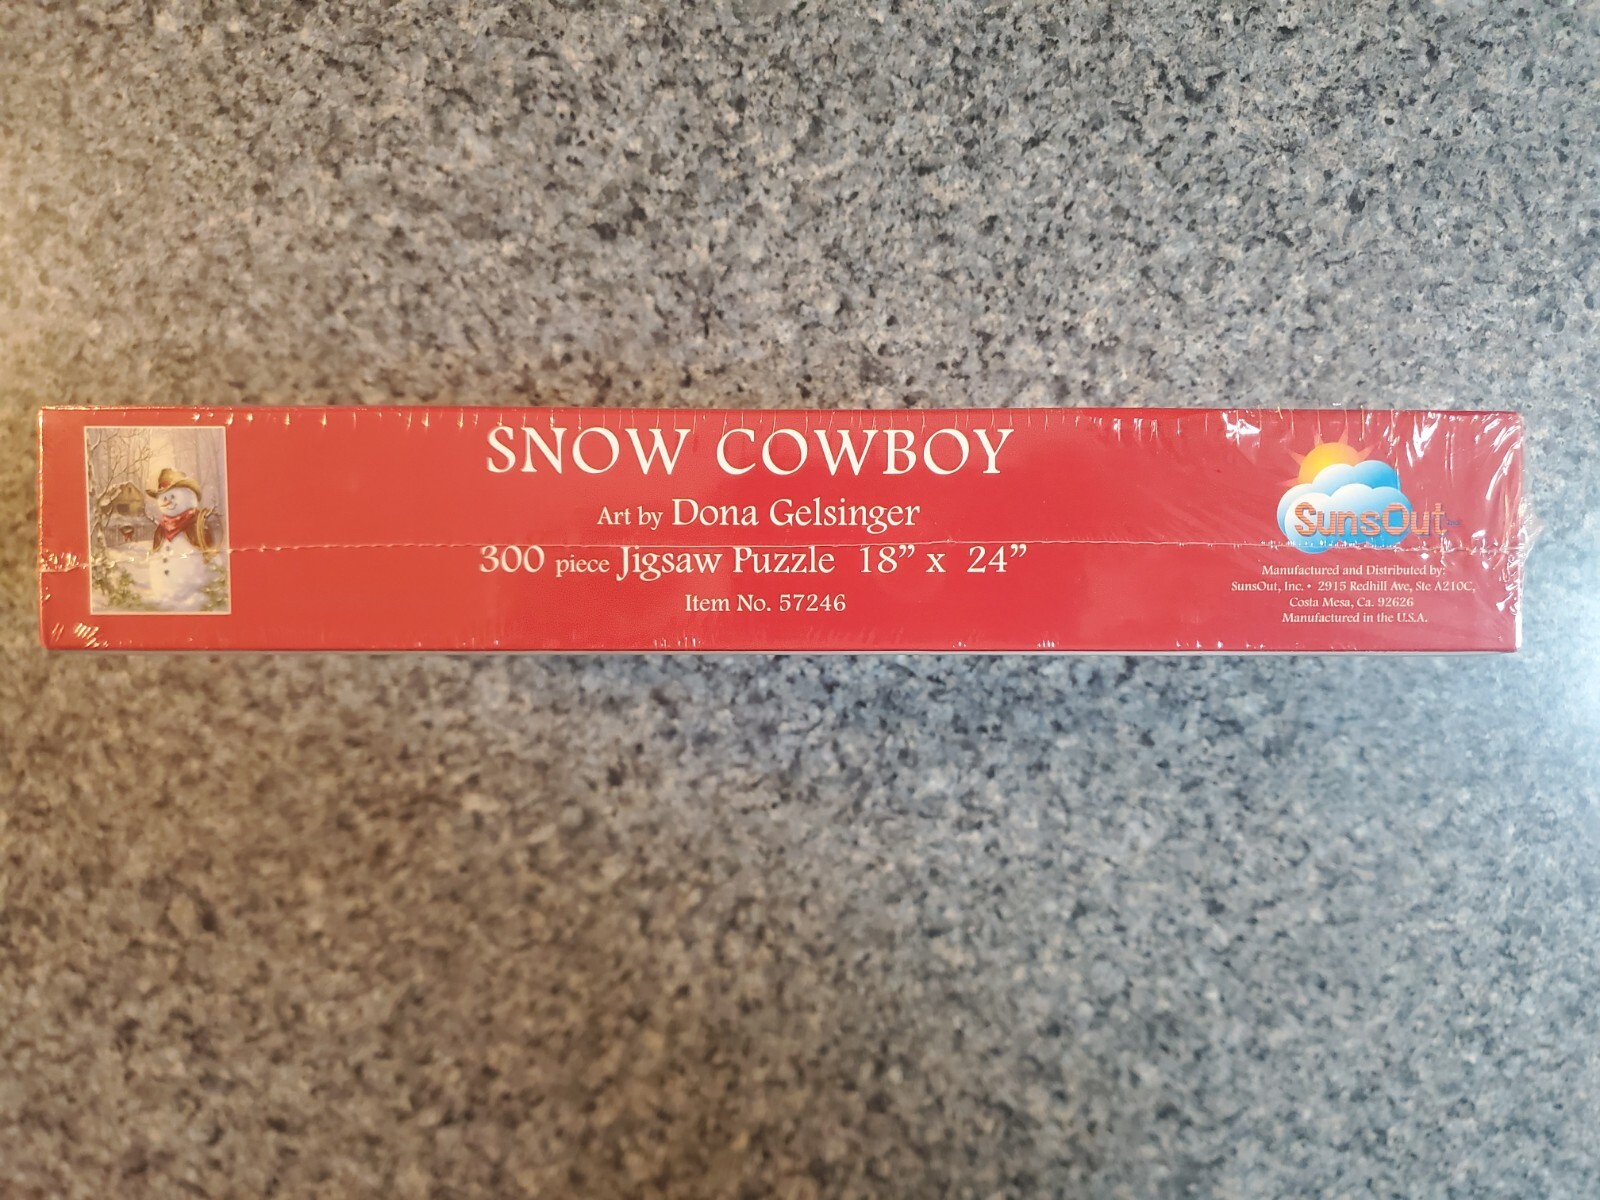 SNOW COWBOY
Art by Dona Gelsinger
300 piece Jigsaw Puzzle 18” x 24”
Item No. 57246
SunsOut
Manufactured and Distributed by:
SunsOut, Inc. • 2915 Redhill Ave, Ste A210C,
Costa Mesa, Ca. 92626
Manufactured in the U.S.A.